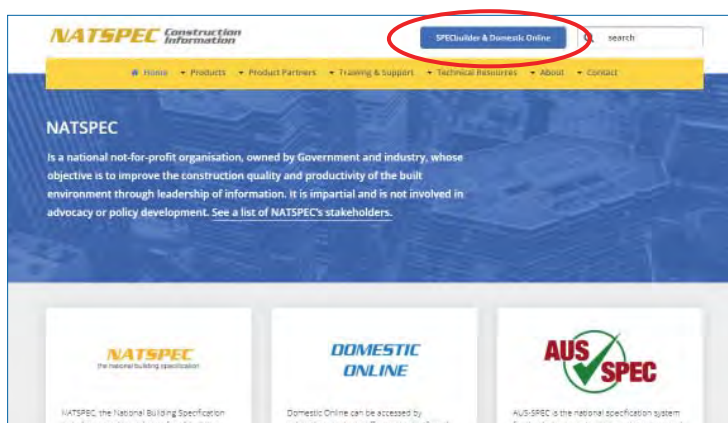 NATSPEC Construction
Information
SPECbuilder & Domestic Online
search
Home Products Product Partners Training & Support Technical Resources About Contact
NATSPEC
Is a national not-for-profit organisation, owned by Government and industry, whose
objective is to improve the construction quality and productivity of the built
environment through leadership of information. It is impartial and is not involved in
advocacy or policy development. See a list of NATSPEC's stakeholders.
NATSPEC
the national building specification
DOMESTIC
ONLINE
AUS
SPEC
NATSPEC, the National Building Specification
Domestic Online can be accessed by
AUS-SPEC is the national specification system